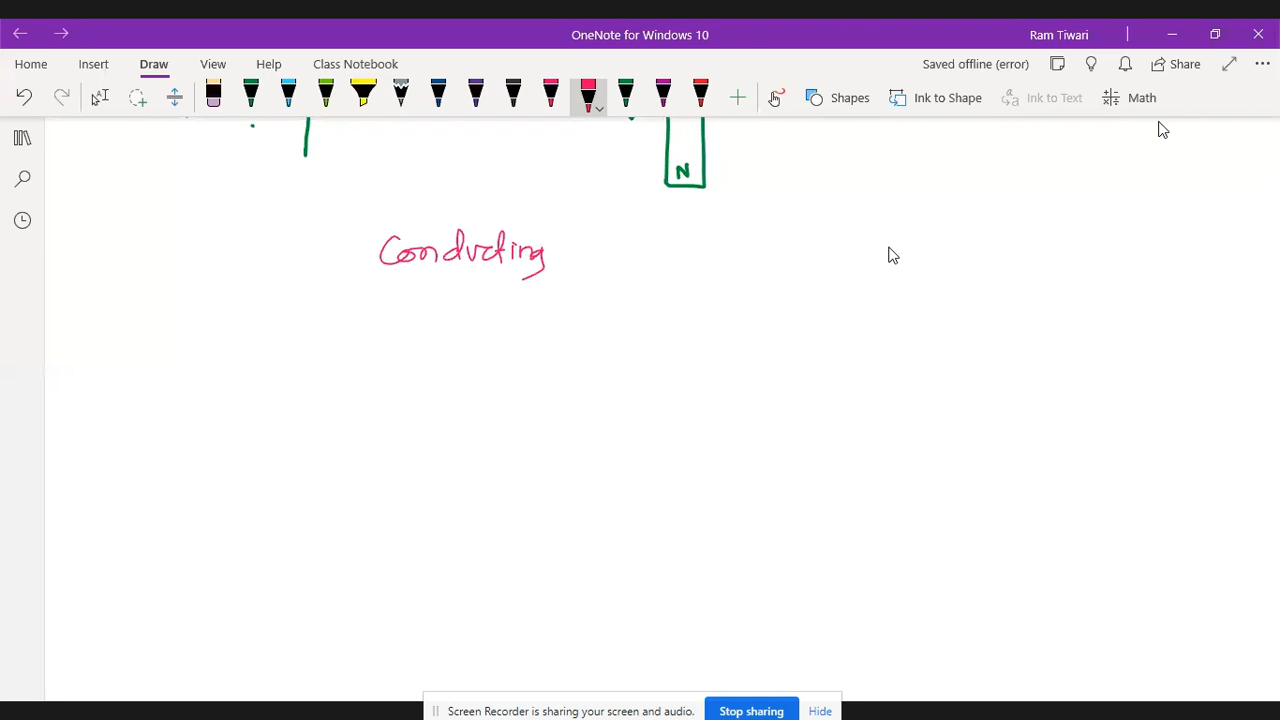 OneNote for Windows 10
Ram Tiwari
Home Insert Draw View Help Class Notebook
Saved offline (error)
Share
Shapes
Ink to Shape
Ink to Text
Math
N
Conducting
Screen Recorder is sharing your screen and audio.
Stop sharing
Hide